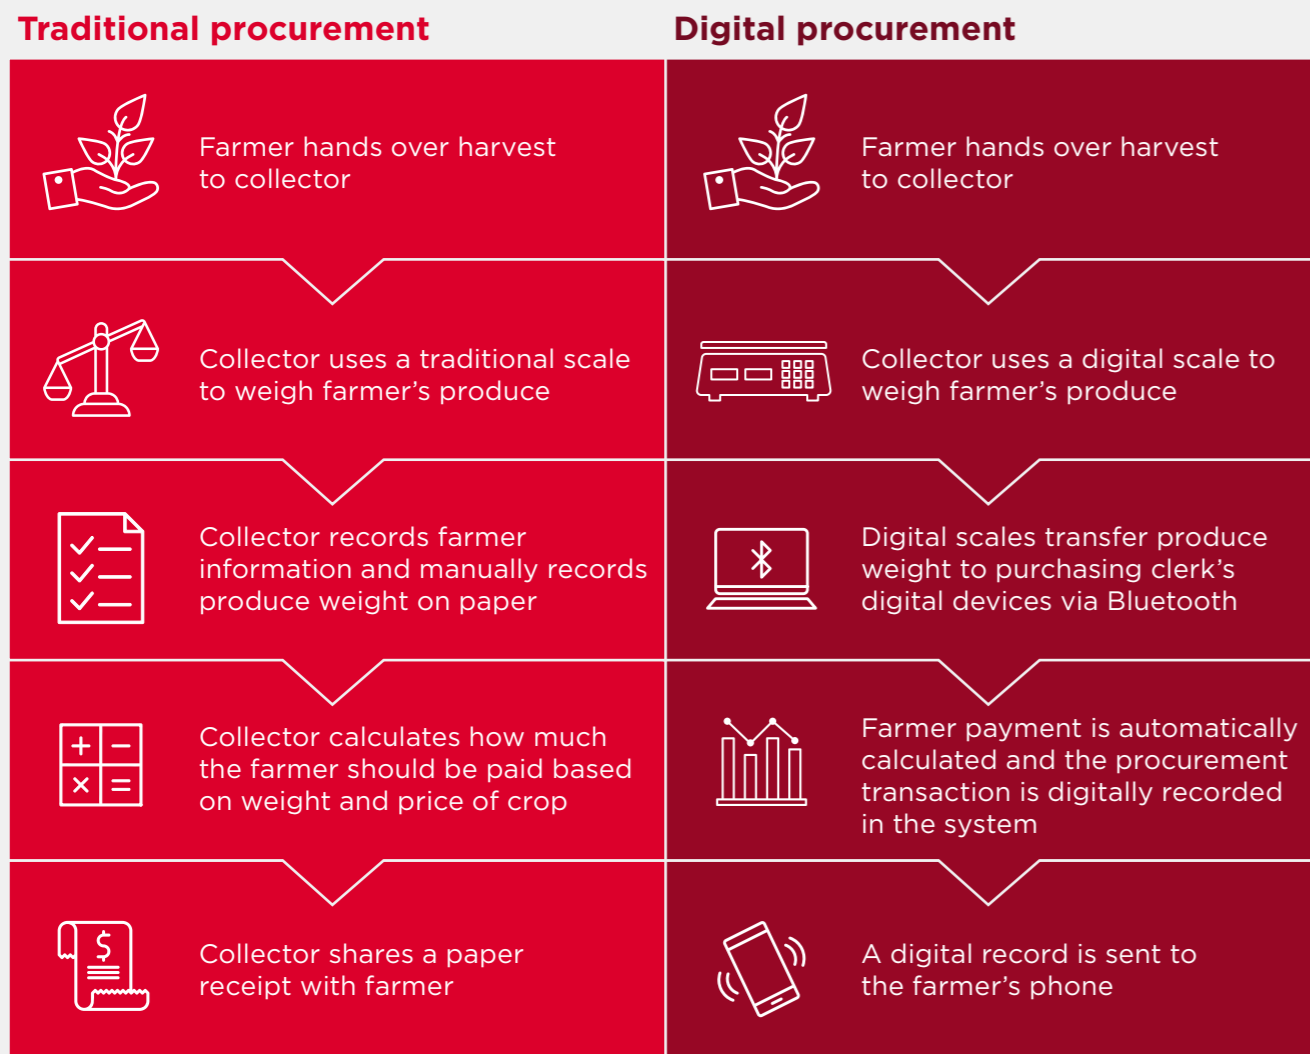 Traditional procurement
Digital procurement
Farmer hands over harvest
to collector
Farmer hands over harvest
to collector
Collector uses a traditional scale
to weigh farmer’s produce
Collector uses a digital scale to
weigh farmer’s produce
Collector records farmer
information and manually records
produce weight on paper
Digital scales transfer produce
weight to purchasing clerk’s
digital devices via Bluetooth
Collector calculates how much
the farmer should be paid based
on weight and price of crop
Farmer payment is automatically
calculated and the procurement
transaction is digitally recorded
in the system
$
Collector shares a paper
receipt with farmer
A digital record is sent to
the farmer’s phone